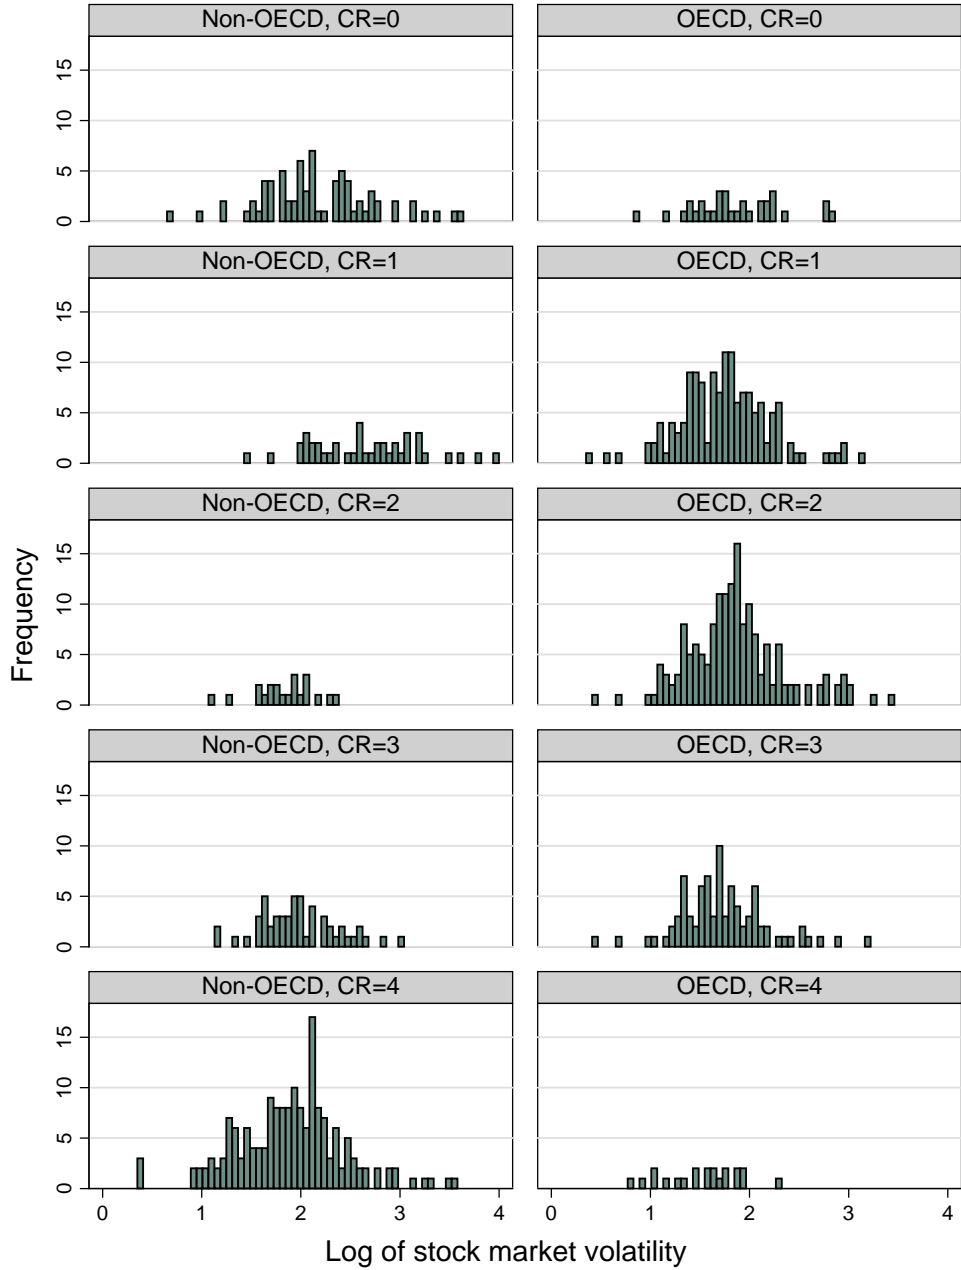 Non-OECD, CR=0
OECD, CR=0
15
10
5
0
Non-OECD, CR=1
OECD, CR=1
15
10
5
0
Non-OECD, CR=2
OECD, CR=2
15
10
5
0
Non-OECD, CR=3
OECD, CR=3
15
10
5
0
Non-OECD, CR=4
OECD, CR=4
15
10
5
0
Frequency
0 1 2 3 4
0 1 2 3 4
Log of stock market volatility